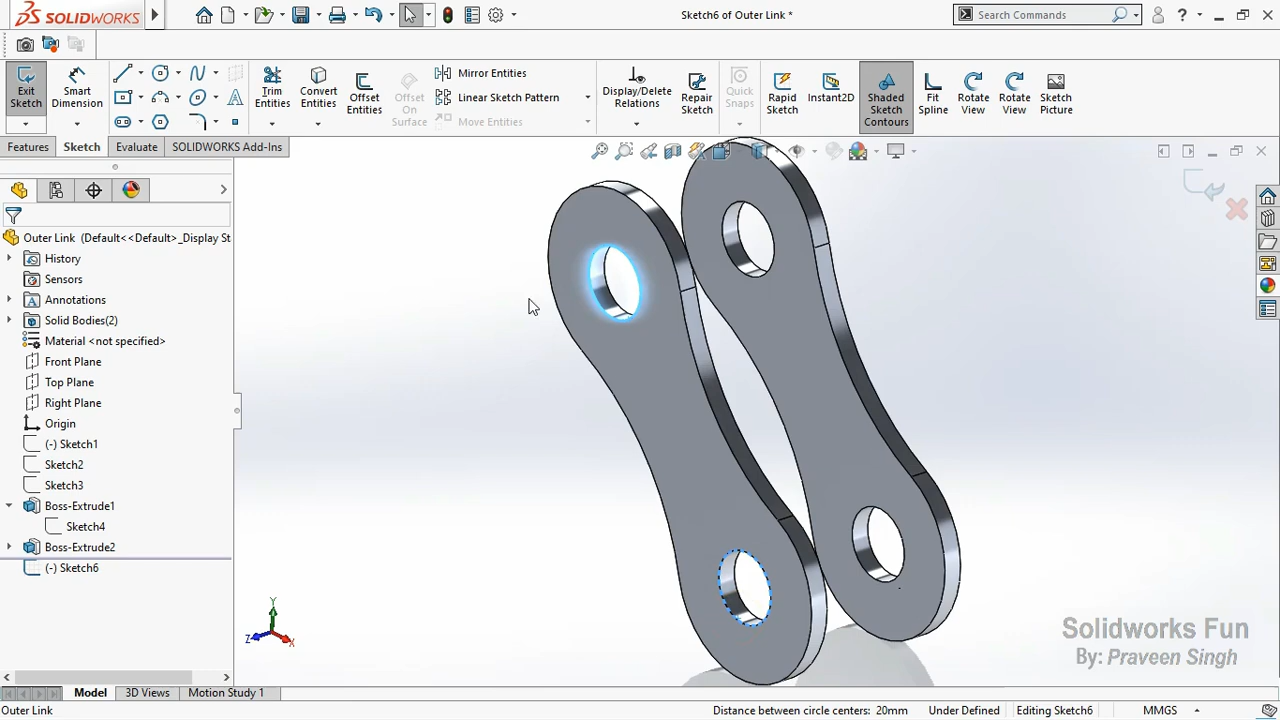 SOLIDWORKS
Sketch6 of Outer Link *
Search Commands
?
Exit Sketch
Smart Dimension
Trim Entities
Convert Entities
Offset Entities
Offset On Surface
Mirror Entities
Linear Sketch Pattern
Move Entities
Display/Delete Relations
Repair Sketch
Quick Snaps
Rapid Sketch
Instant2D
Shaded Sketch Contours
Fit Spline
Rotate View
Rotate View
Sketch Picture
Features
Sketch
Evaluate
SOLIDWORKS Add-Ins
Outer Link (Default<<Default>_Display St
History
Sensors
Annotations
Solid Bodies(2)
Material <not specified>
Front Plane
Top Plane
Right Plane
Origin
(-) Sketch1
Sketch2
Sketch3
Boss-Extrude1
Sketch4
Boss-Extrude2
(-) Sketch6
Y
Z
X
Solidworks Fun
By: Praveen Singh
Model
3D Views
Motion Study 1
Outer Link
Distance between circle centers: 20mm
Under Defined
Editing Sketch6
MMGS